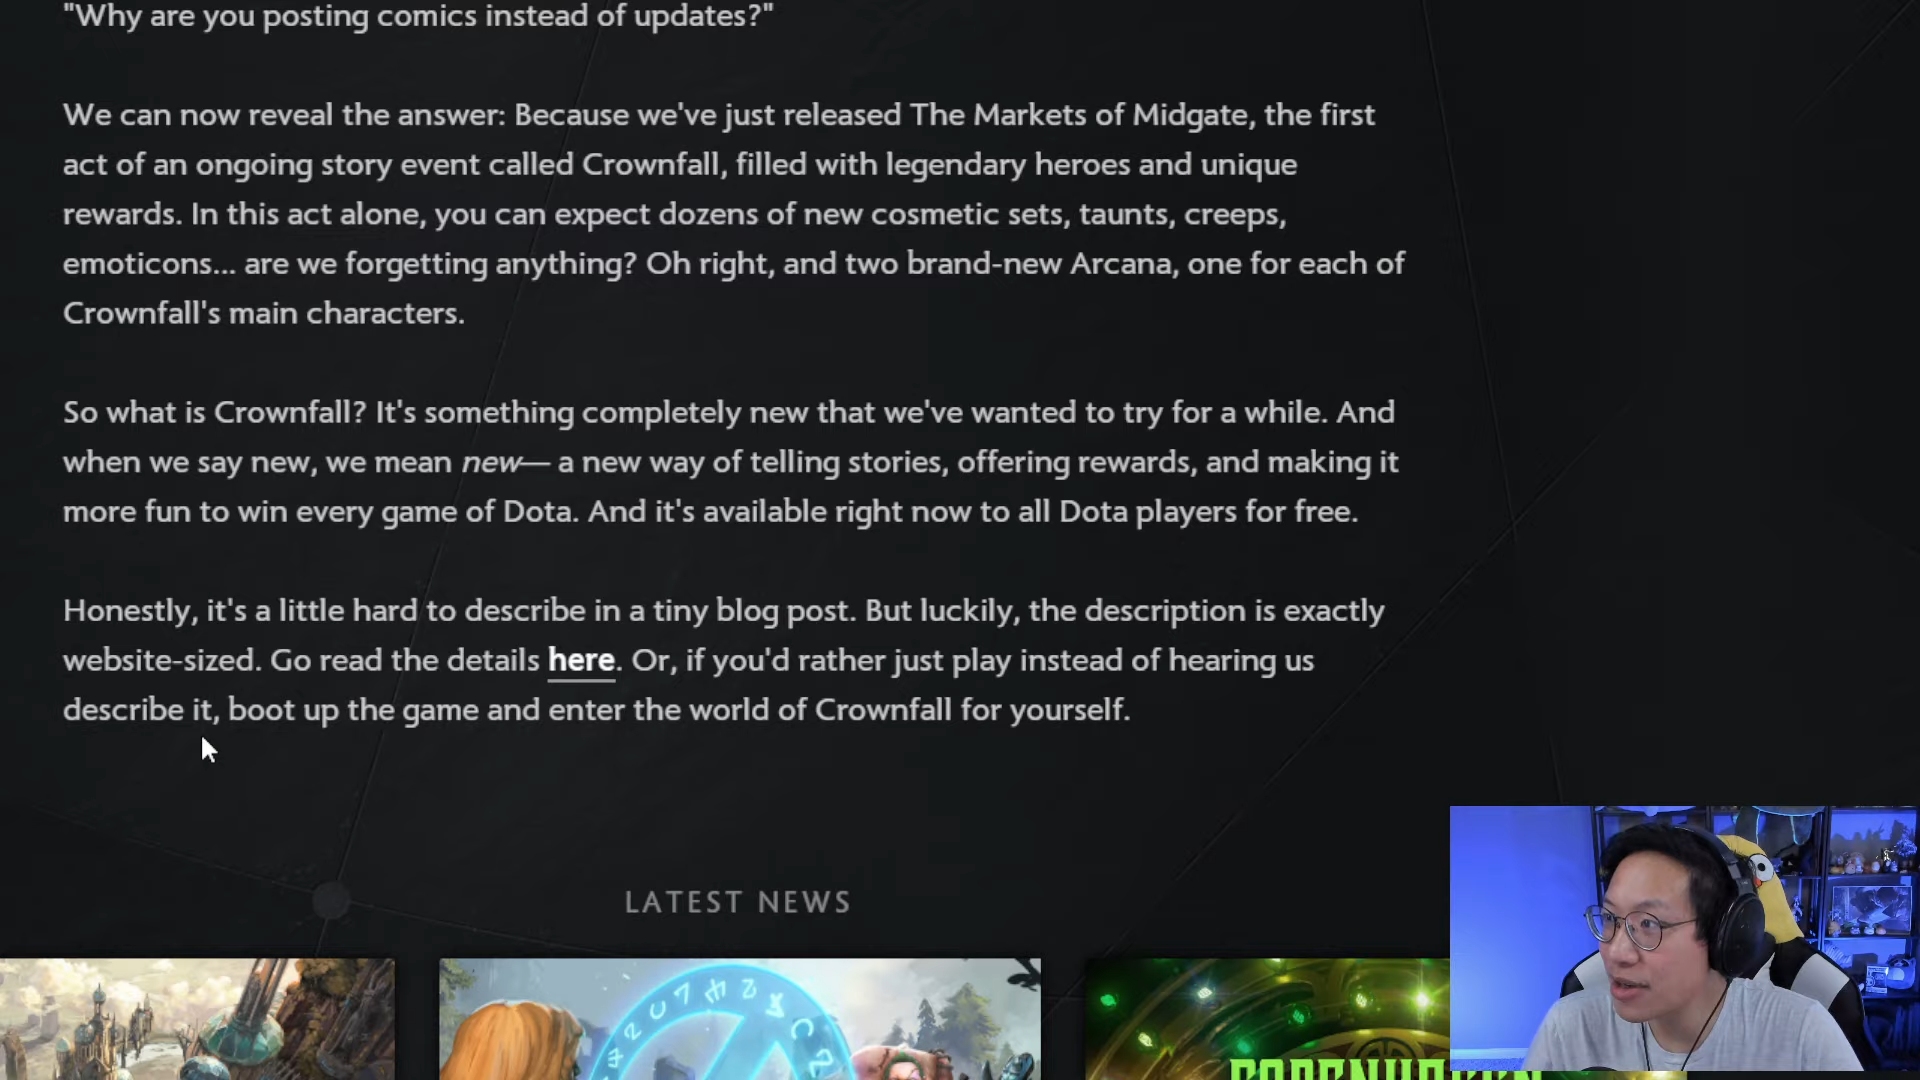 "Why are you posting comics instead of updates?"
We can now reveal the answer: Because we've just released The Markets of Midgate, the first
act of an ongoing story event called Crownfall, filled with legendary heroes and unique
rewards. In this act alone, you can expect dozens of new cosmetic sets, taunts, creeps,
emoticons... are we forgetting anything? Oh right, and two brand-new Arcana, one for each of
Crownfall's main characters.
So what is Crownfall? It's something completely new that we've wanted to try for a while. And
when we say new, we mean new— a new way of telling stories, offering rewards, and making it
more fun to win every game of Dota. And it's available right now to all Dota players for free.
Honestly, it's a little hard to describe in a tiny blog post. But luckily, the description is exactly
website-sized. Go read the details here. Or, if you'd rather just play instead of hearing us
describe it, boot up the game and enter the world of Crownfall for yourself.
LATEST NEWS